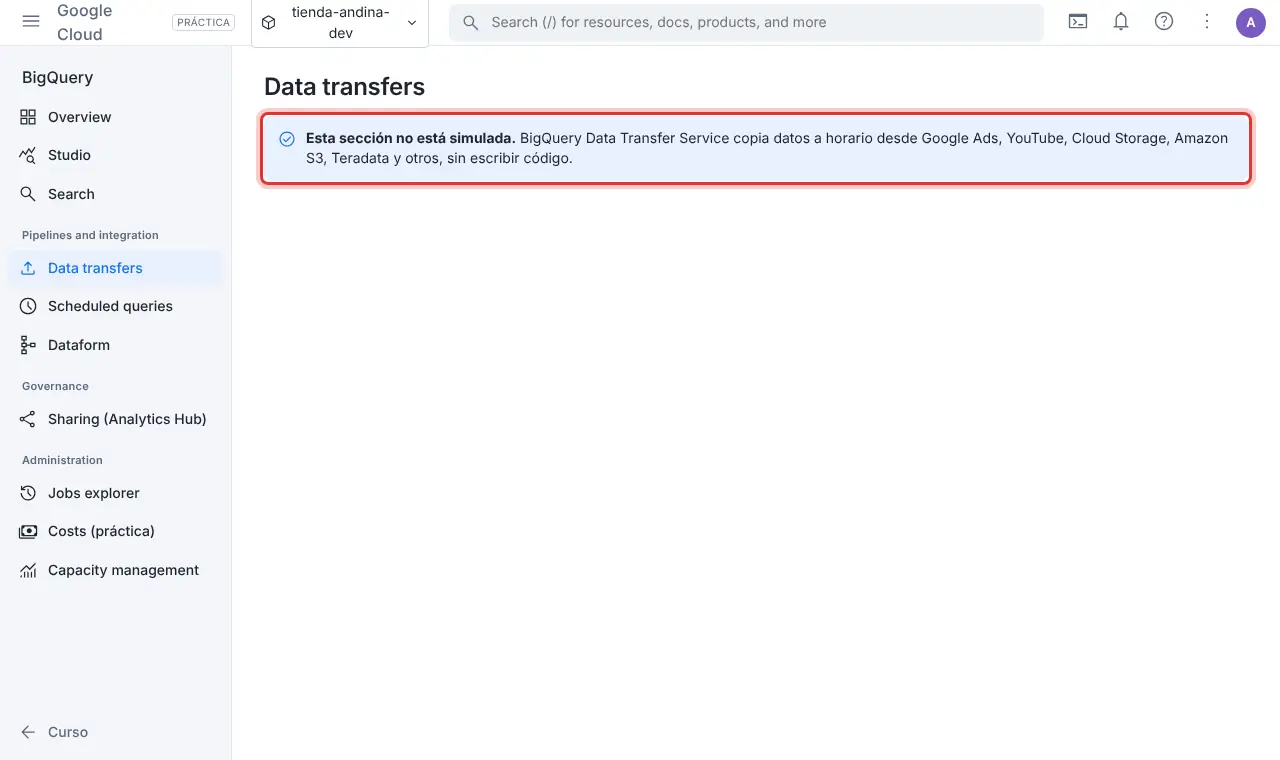 Google
Cloud
PRÁCTICA
tienda-andina-
dev
Search (/) for resources, docs, products, and more
A
BigQuery
Overview
Studio
Search
Pipelines and integration
Data transfers
Scheduled queries
Dataform
Governance
Sharing (Analytics Hub)
Administration
Jobs explorer
Costs (práctica)
Capacity management
Curso
Data transfers
Esta sección no está simulada. BigQuery Data Transfer Service copia datos a horario desde Google Ads, YouTube, Cloud Storage, Amazon
S3, Teradata y otros, sin escribir código.